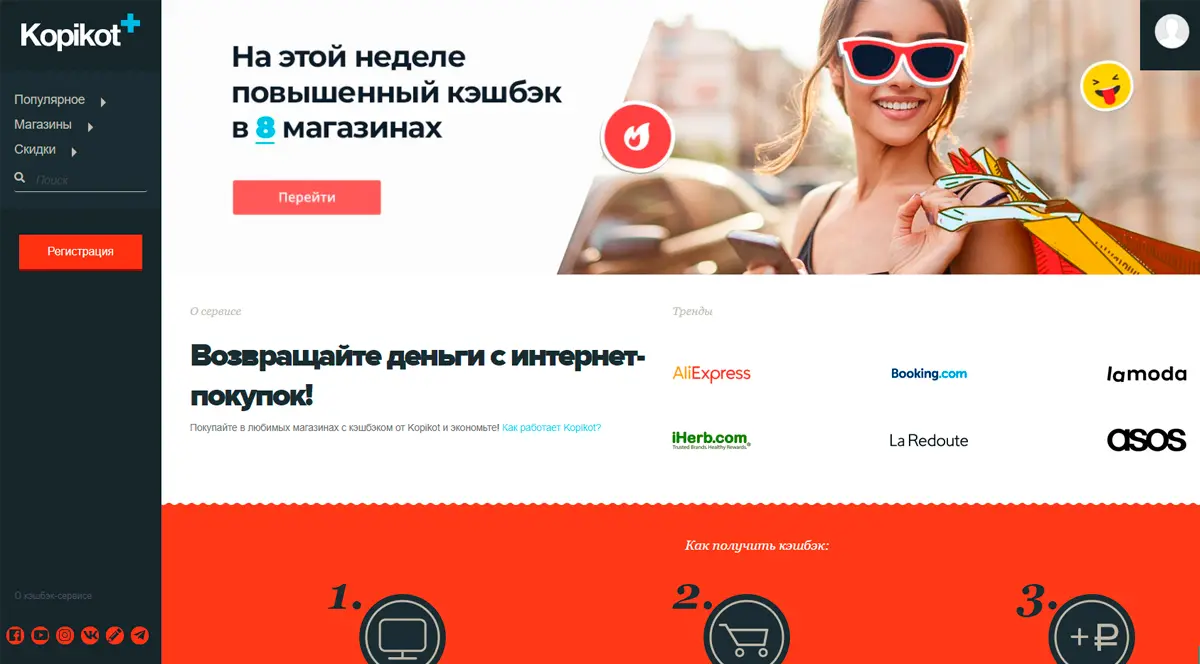 Kopikot+
Популярное
Магазины
Скидки
Поиск
Регистрация
О кэшбэк-сервисе
На этой неделе
повышенный кэшбэк
в 8 магазинах
Перейти
О сервисе
Возвращайте деньги с интернет-
покупок!
Покупайте в любимых магазинах с кэшбэком от Kopikot и экономьте! Как работает Kopikot?
Тренды
AliExpress
Booking.com
lamoda
iHerb.com
Trusted Brands. Healthy Rewards.
La Redoute
asos
Как получить кэшбэк:
1.
2.
3.
+₽